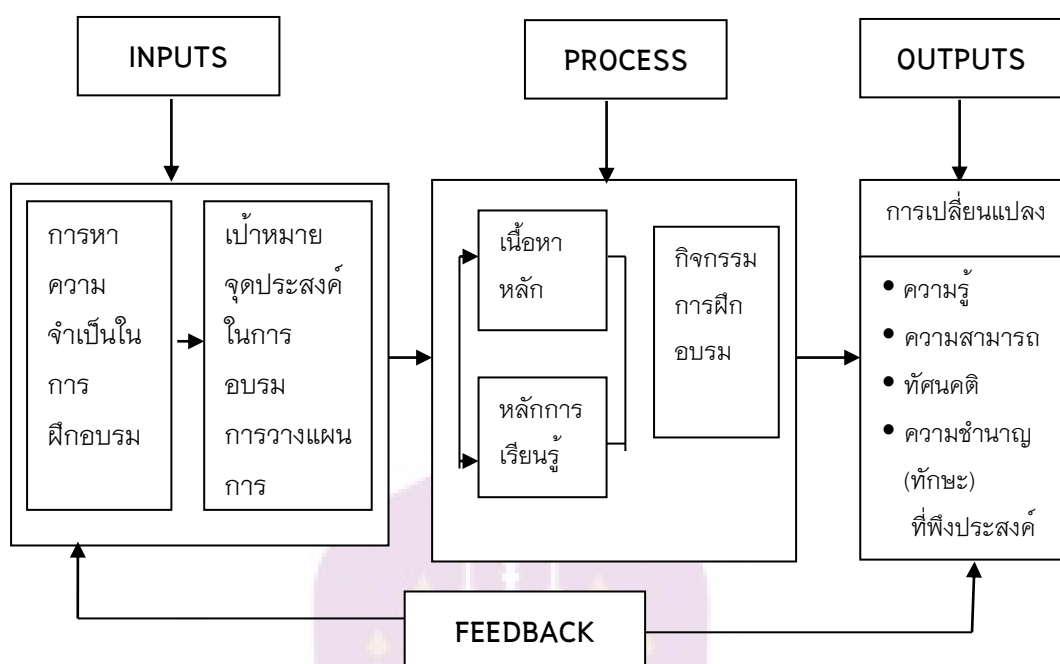 INPUTS
PROCESS
OUTPUTS
การหา
ความ
จำเป็นใน
การ
ฝึกอบรม
เป้าหมาย
จุดประสงค์
ในการ
อบรม
การวางแผน
การ
เนื้อหา
หลัก
หลักการ
เรียนรู้
กิจกรรม
การฝึก
อบรม
การเปลี่ยนแปลง
• ความรู้
• ความสามารถ
• ทัศนคติ
• ความชำนาญ
(ทักษะ)
ที่พึงประสงค์
FEEDBACK